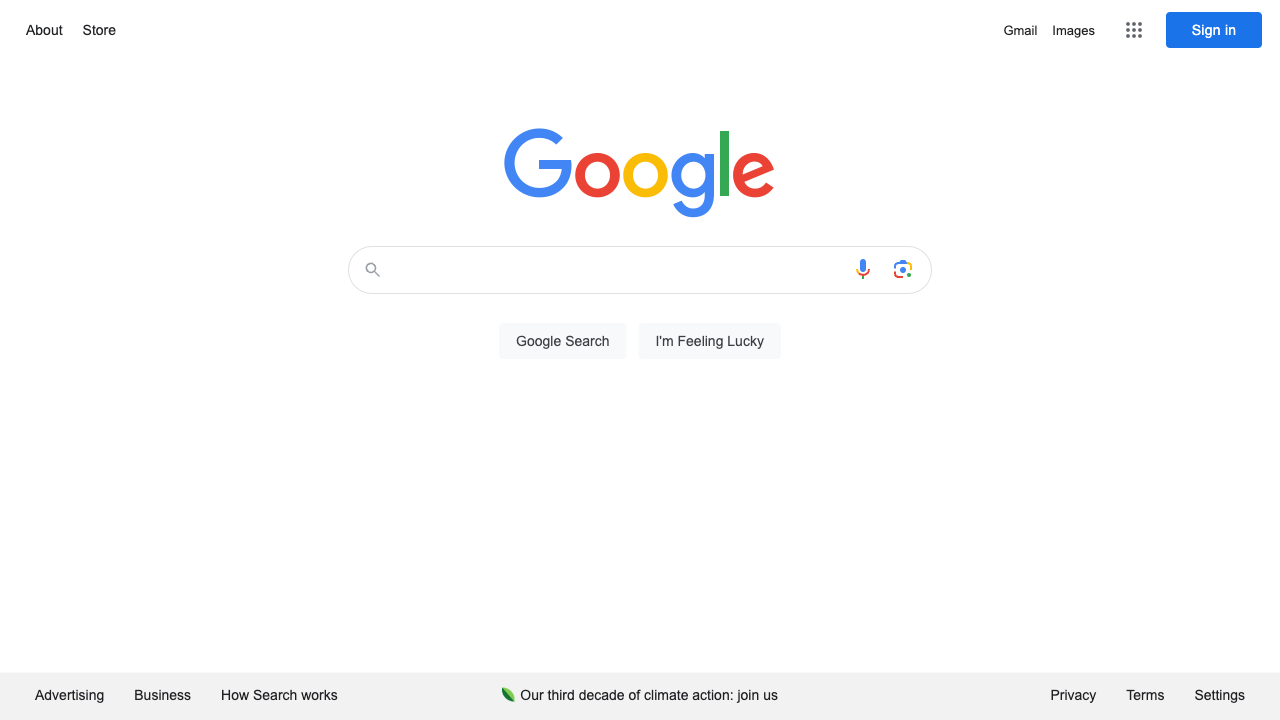 About Store
Gmail Images
Sign in
Google
Google Search
I'm Feeling Lucky
Advertising Business How Search works
Our third decade of climate action: join us
Privacy Terms Settings